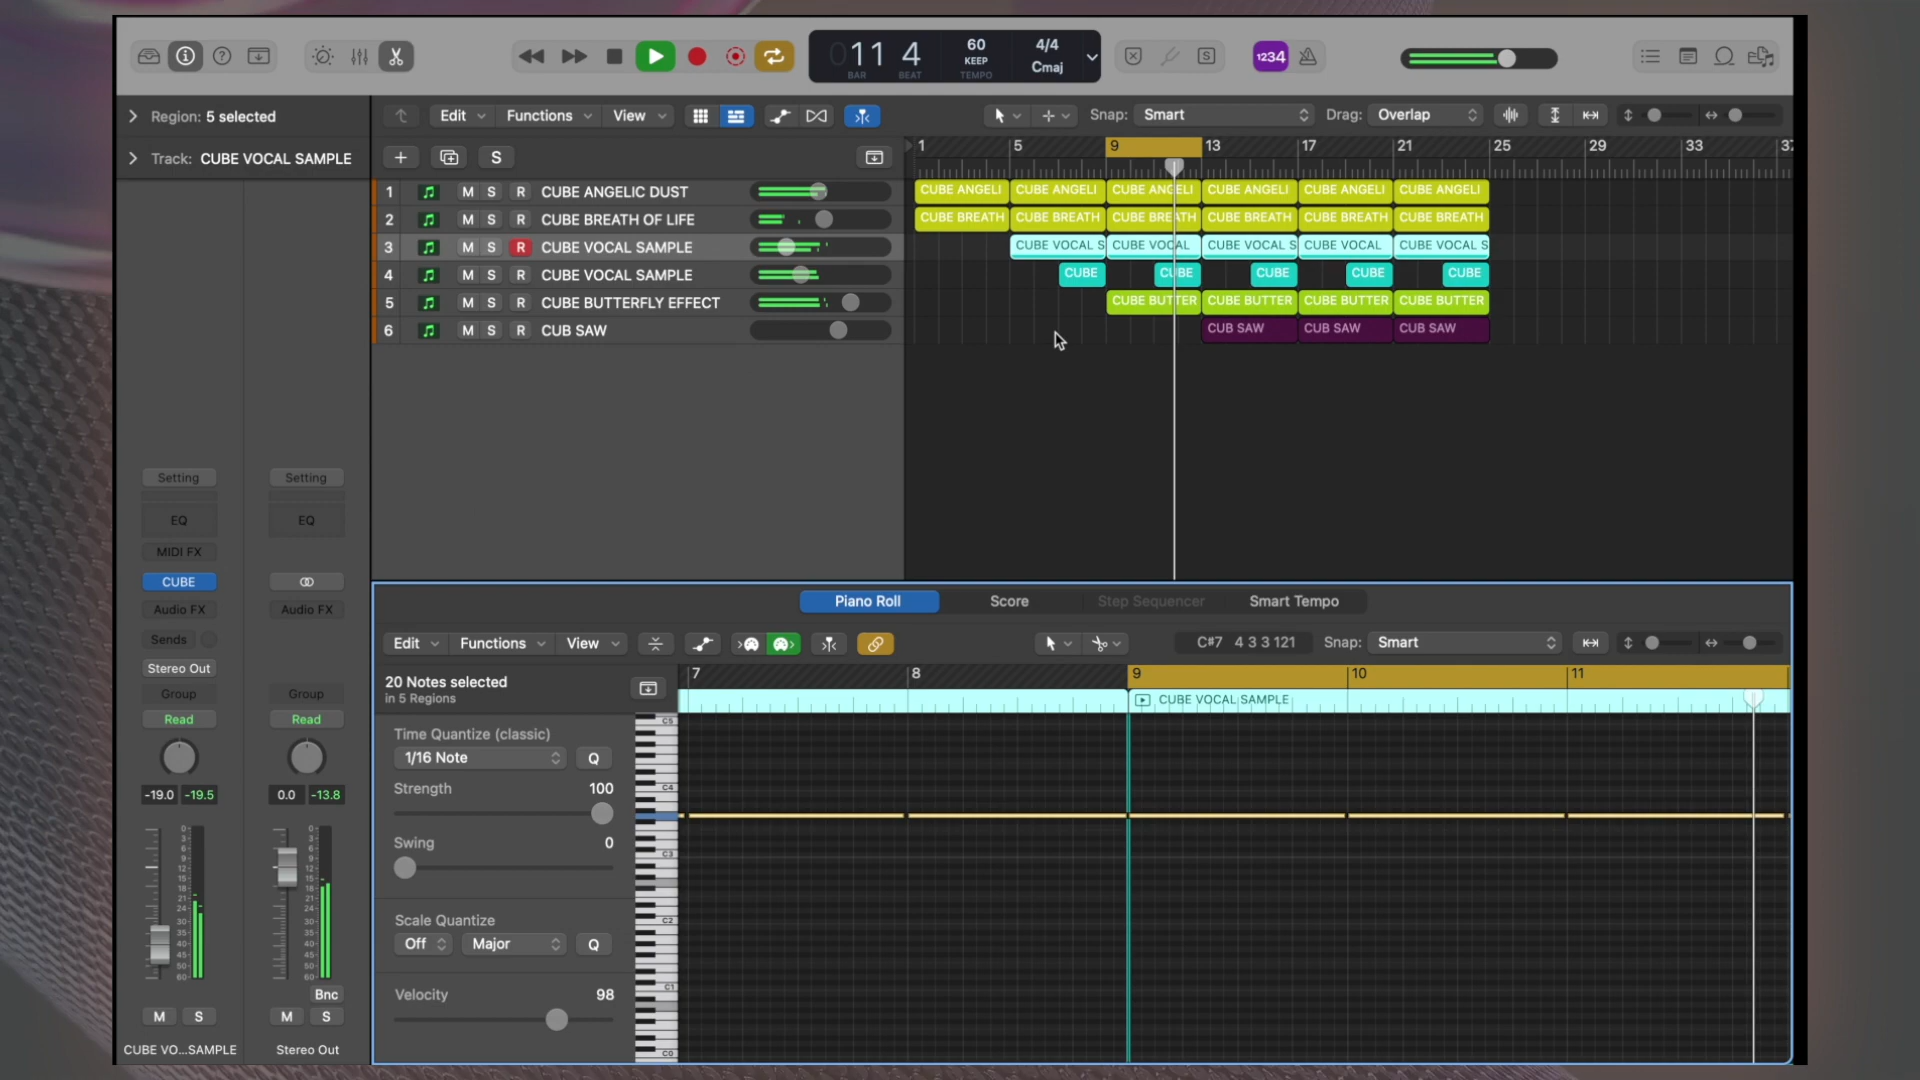 11 4
BAR BEAT
60
KEEP
TEMPO
4/4
Cmaj
S
1234
Region: 5 selected
Edit Functions View
Snap: Smart
Drag: Overlap
Track: CUBE VOCAL SAMPLE
S
1 5 9 13 17 21 25 29 33 37
1 M S R CUBE ANGELIC DUST
CUBE ANGELI CUBE ANGELI CUBE ANGELI CUBE ANGELI CUBE ANGELI CUBE ANGELI
2 M S R CUBE BREATH OF LIFE
CUBE BREATH CUBE BREATH CUBE BREATH CUBE BREATH CUBE BREATH CUBE BREATH
3 M S R CUBE VOCAL SAMPLE
CUBE VOCAL S CUBE VOCAL CUBE VOCAL S CUBE VOCAL CUBE VOCAL S
4 M S R CUBE VOCAL SAMPLE
CUBE CUBE CUBE CUBE CUBE
5 M S R CUBE BUTTERFLY EFFECT
CUBE BUTTER CUBE BUTTER CUBE BUTTER CUBE BUTTER
6 M S R CUB SAW
CUB SAW CUB SAW CUB SAW
Setting Setting
EQ EQ
MIDI FX
CUBE
Audio FX Audio FX
Sends
Stereo Out
Group Group
Read Read
-19.0 -19.5 0.0 -13.8
Bnc
M S M S
CUBE VO...SAMPLE Stereo Out
Piano Roll Score Step Sequencer Smart Tempo
Edit Functions View
C#7 4 3 3 121
Snap: Smart
20 Notes selected
in 5 Regions
7 8 9 10 11
CUBE VOCAL SAMPLE
Time Quantize (classic)
1/16 Note Q
Strength 100
Swing 0
Scale Quantize
Off Major Q
Velocity 98
C5
C4
C3
C2
C1
C0